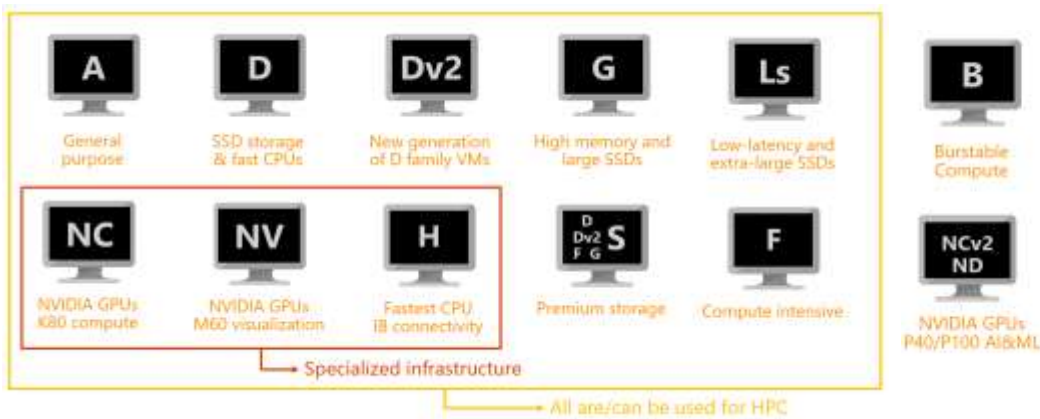 A
D
Dv2
G
Ls
B
General
purpose
SSD storage
& fast CPUs
New generation
of D family VMs
High memory and
large SSDs
Low-latency and
extra-large SSDs
Burstable
Compute
NC
NV
H
D
Dv2
F G
S
F
NCv2
ND
NVIDIA GPUs
K80 compute
NVIDIA GPUs
M60 visualization
Fastest CPU
IB connectivity
Premium storage
Compute intensive
NVIDIA GPUs
P40/P100 AI&ML
Specialized infrastructure
All are/can be used for HPC